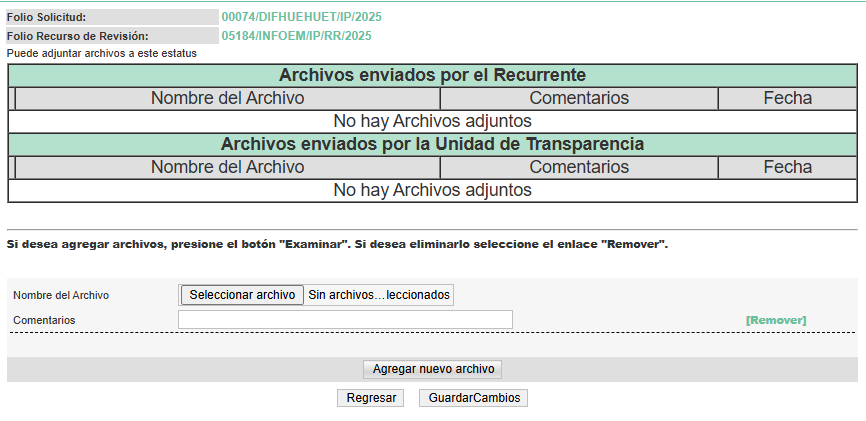 Folio Solicitud: 00074/DIFHUEHUET/IP/2025
Folio Recurso de Revisión: 05184/INFOEM/IP/RR/2025
Puede adjuntar archivos a este estatus
Archivos enviados por el Recurrente
Nombre del Archivo Comentarios Fecha
No hay Archivos adjuntos
Archivos enviados por la Unidad de Transparencia
Nombre del Archivo Comentarios Fecha
No hay Archivos adjuntos
Si desea agregar archivos, presione el botón "Examinar". Si desea eliminarlo seleccione el enlace "Remover".
Nombre del Archivo Seleccionar archivo Sin archivos…leccionados
Comentarios [Remover]
Agregar nuevo archivo
Regresar GuardarCambios